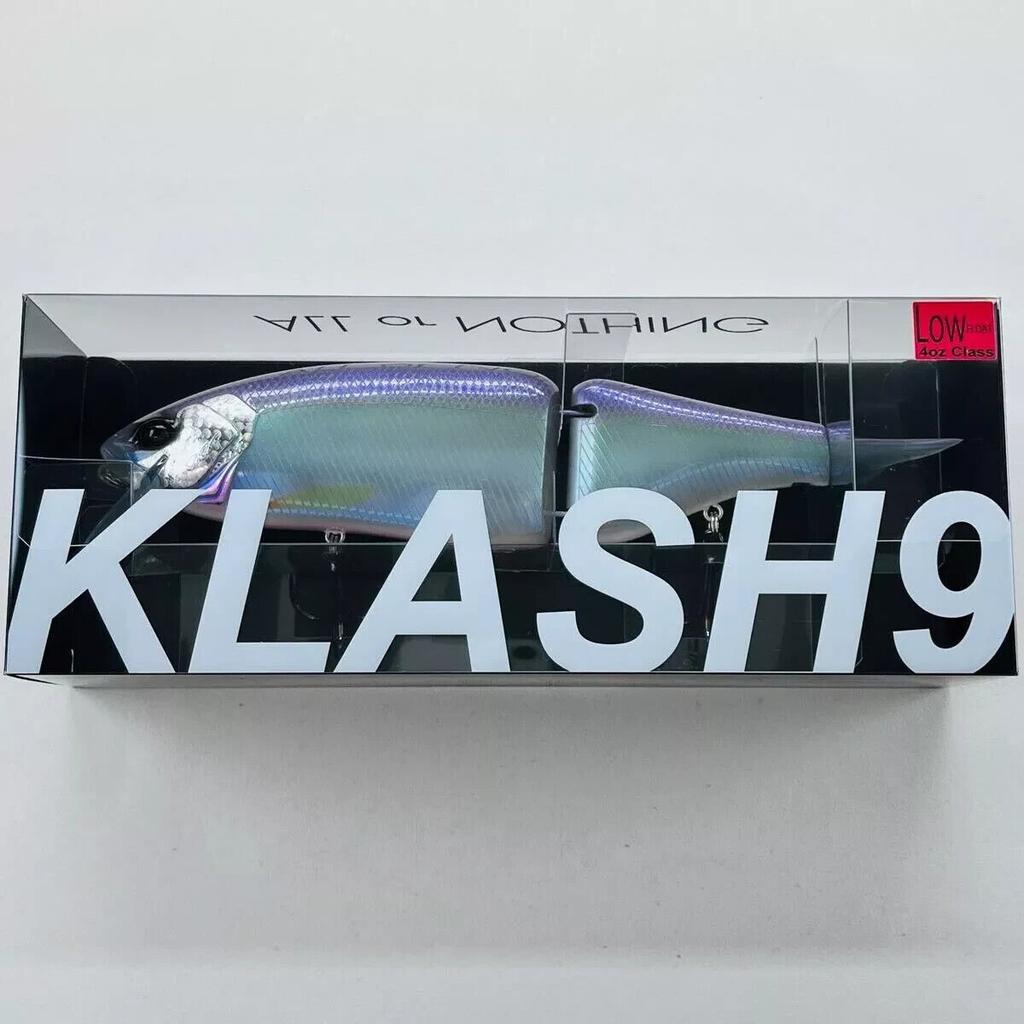 ALL OR NOTHING
LOW FLOAT
4oz Class
KLASH9